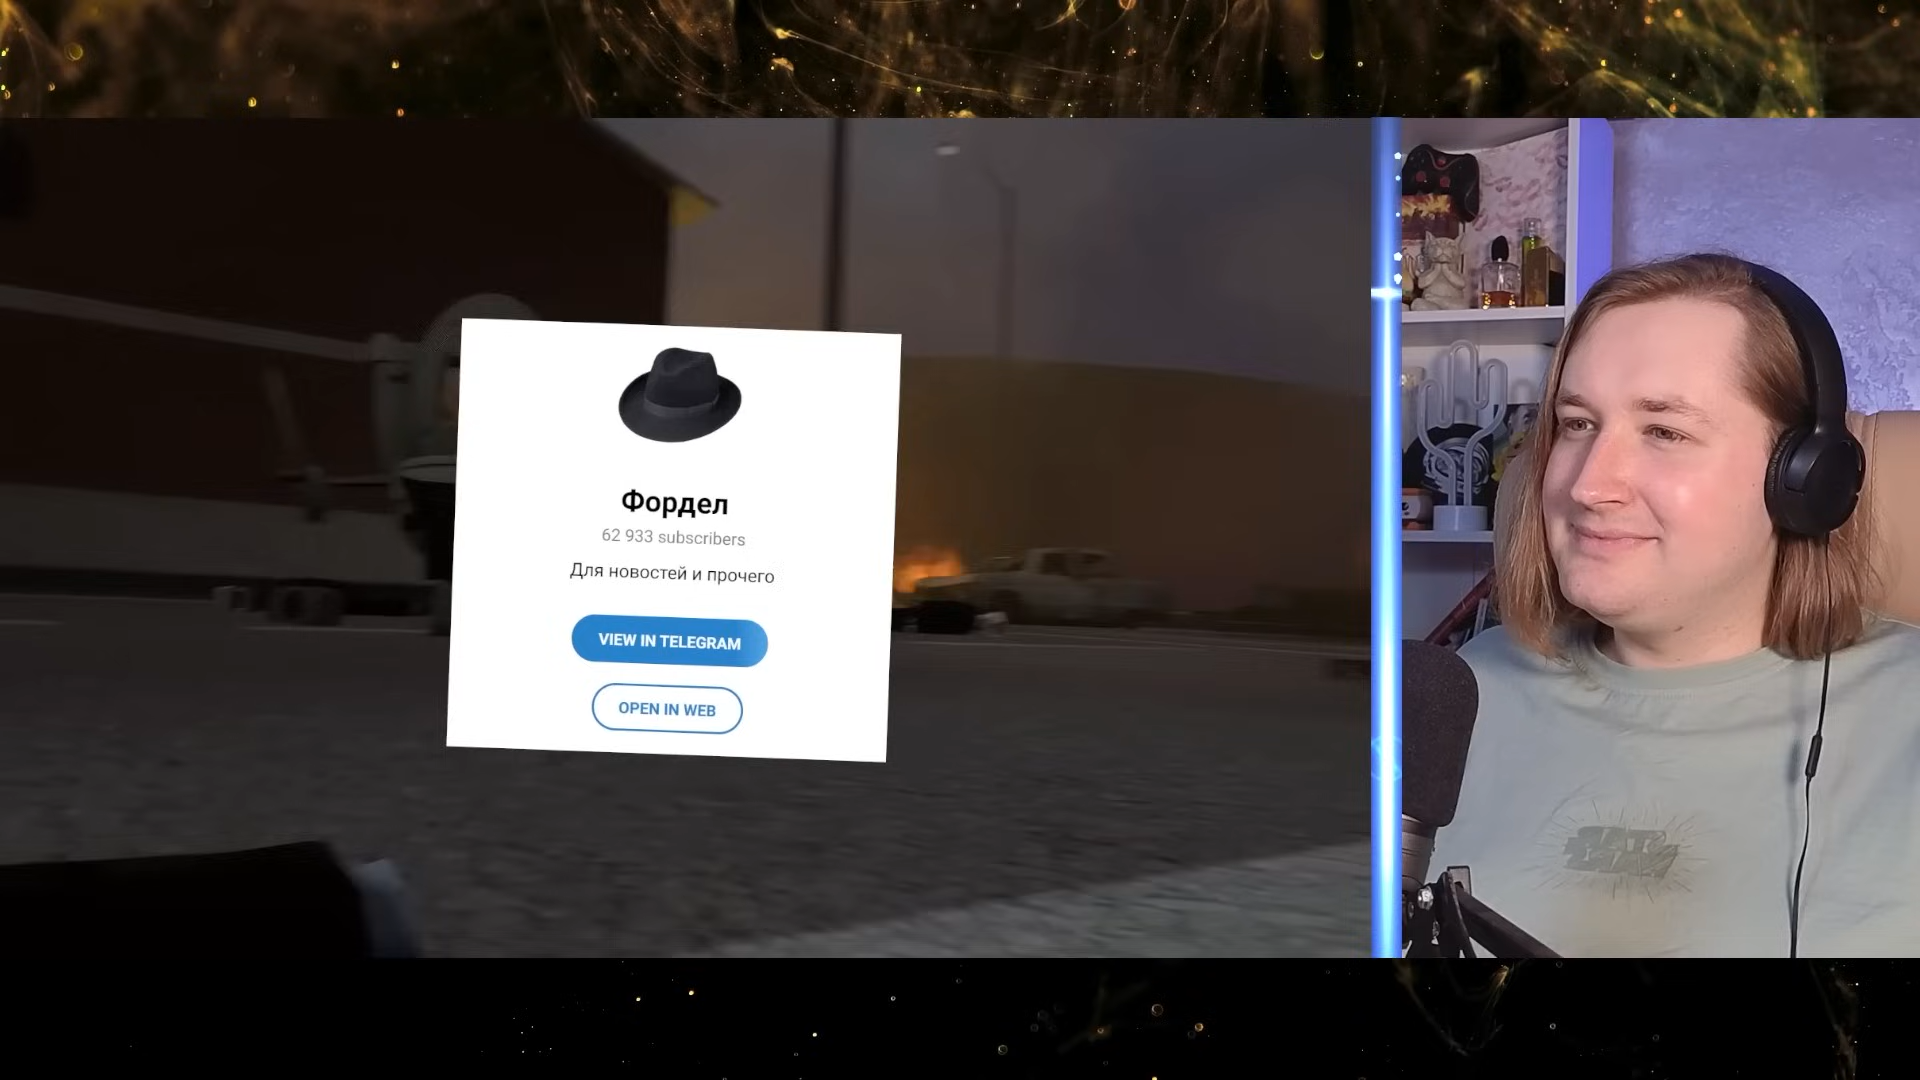 Фордел
62 933 subscribers
Для новостей и прочего
VIEW IN TELEGRAM
OPEN IN WEB